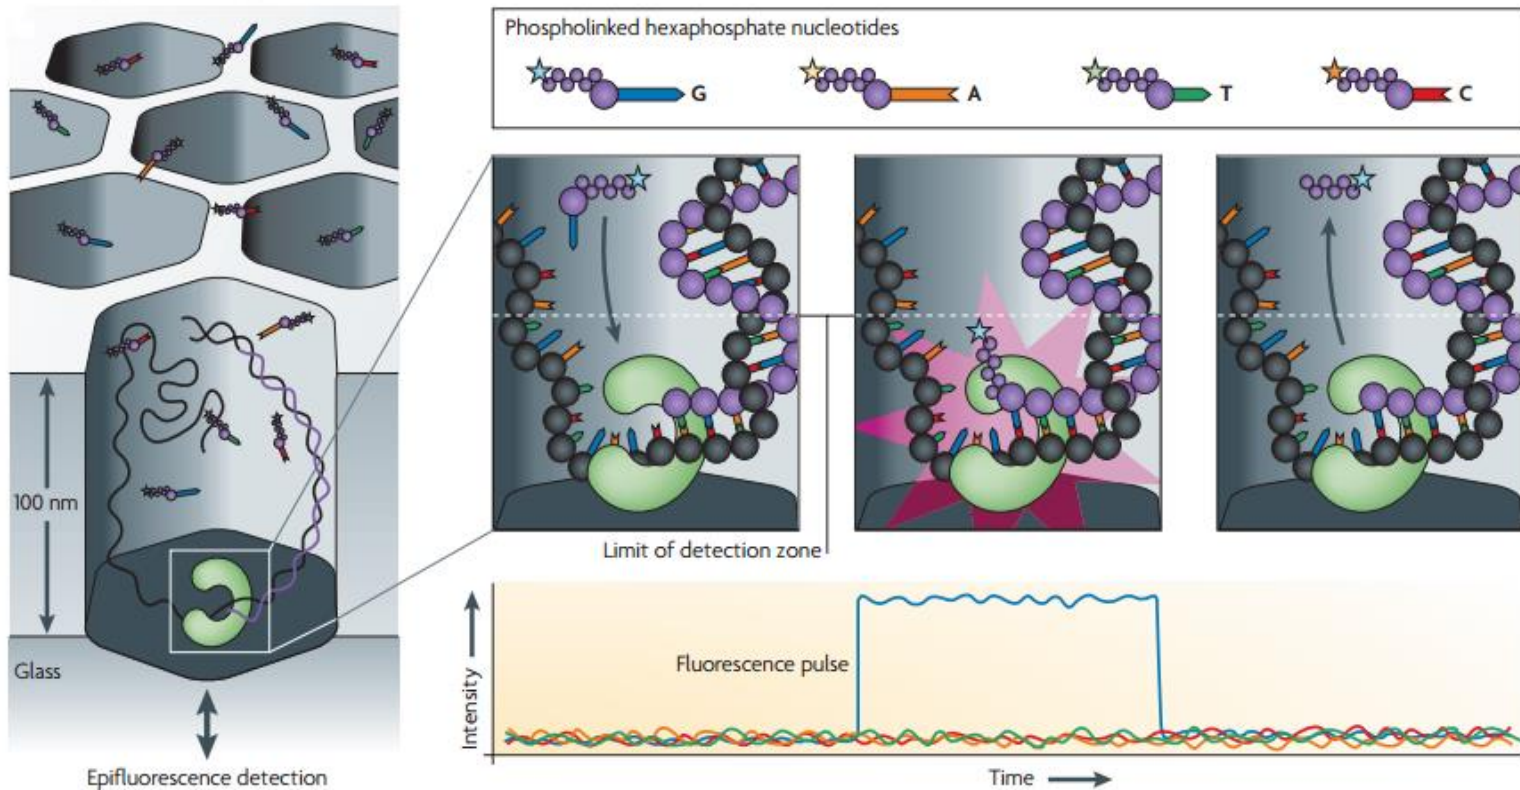 Phospholinked hexaphosphate nucleotides
G
A
T
C
100 nm
Limit of detection zone
Glass
Fluorescence pulse
Intensity
Epifluorescence detection
Time